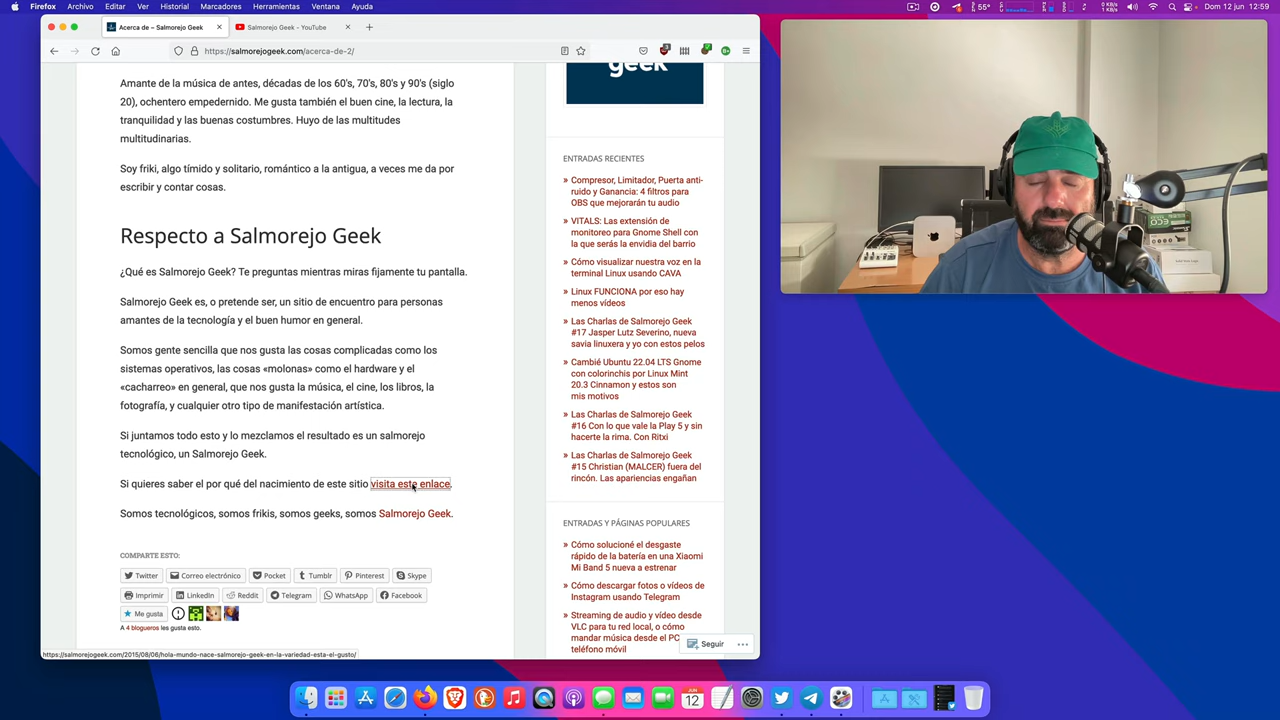 Firefox Archivo Editar Ver Historial Marcadores Herramientas Ventana Ayuda
55° Dom 12 jun 12:59
Acerca de – Salmorejo Geek
Salmorejo Geek - YouTube
https://salmorejogeek.com/acerca-de-2/
Amante de la música de antes, décadas de los 60's, 70's, 80's y 90's (siglo
20), ochentero empedernido. Me gusta también el buen cine, la lectura, la
tranquilidad y las buenas costumbres. Huyo de las multitudes
multitudinarias.
Soy friki, algo tímido y solitario, romántico a la antigua, a veces me da por
escribir y contar cosas.
Respecto a Salmorejo Geek
¿Qué es Salmorejo Geek? Te preguntas mientras miras fijamente tu pantalla.
Salmorejo Geek es, o pretende ser, un sitio de encuentro para personas
amantes de la tecnología y el buen humor en general.
Somos gente sencilla que nos gusta las cosas complicadas como los
sistemas operativos, las cosas «molonas» como el hardware y el
«cacharreo» en general, que nos gusta la música, el cine, los libros, la
fotografía, y cualquier otro tipo de manifestación artística.
Si juntamos todo esto y lo mezclamos el resultado es un salmorejo
tecnológico, un Salmorejo Geek.
Si quieres saber el por qué del nacimiento de este sitio visita este enlace.
Somos tecnológicos, somos frikis, somos geeks, somos Salmorejo Geek.
COMPARTE ESTO:
Twitter Correo electrónico Pocket Tumblr Pinterest Skype
Imprimir LinkedIn Reddit Telegram WhatsApp Facebook
Me gusta
A 4 blogueros les gusta esto.
https://salmorejogeek.com/2015/08/06/hola-mundo-nace-salmorejo-geek-en-la-variedad-esta-el-gusto/
geek
ENTRADAS RECIENTES
» Compresor, Limitador, Puerta anti-
ruido y Ganancia: 4 filtros para
OBS que mejorarán tu audio
» VITALS: Las extensión de
monitoreo para Gnome Shell con
la que serás la envidia del barrio
» Cómo visualizar nuestra voz en la
terminal Linux usando CAVA
» Linux FUNCIONA por eso hay
menos vídeos
» Las Charlas de Salmorejo Geek
#17 Jasper Lutz Severino, nueva
savia linuxera y yo con estos pelos
» Cambié Ubuntu 22.04 LTS Gnome
con colorinchis por Linux Mint
20.3 Cinnamon y estos son
mis motivos
» Las Charlas de Salmorejo Geek
#16 Con lo que vale la Play 5 y sin
hacerte la rima. Con Ritxi
» Las Charlas de Salmorejo Geek
#15 Christian (MALCER) fuera del
rincón. Las apariencias engañan
ENTRADAS Y PÁGINAS POPULARES
» Cómo solucioné el desgaste
rápido de la batería en una Xiaomi
Mi Band 5 nueva a estrenar
» Cómo descargar fotos o vídeos de
Instagram usando Telegram
» Streaming de audio y vídeo desde
VLC para tu red local, o cómo
mandar música desde el PC
teléfono móvil
Seguir
JUN
12